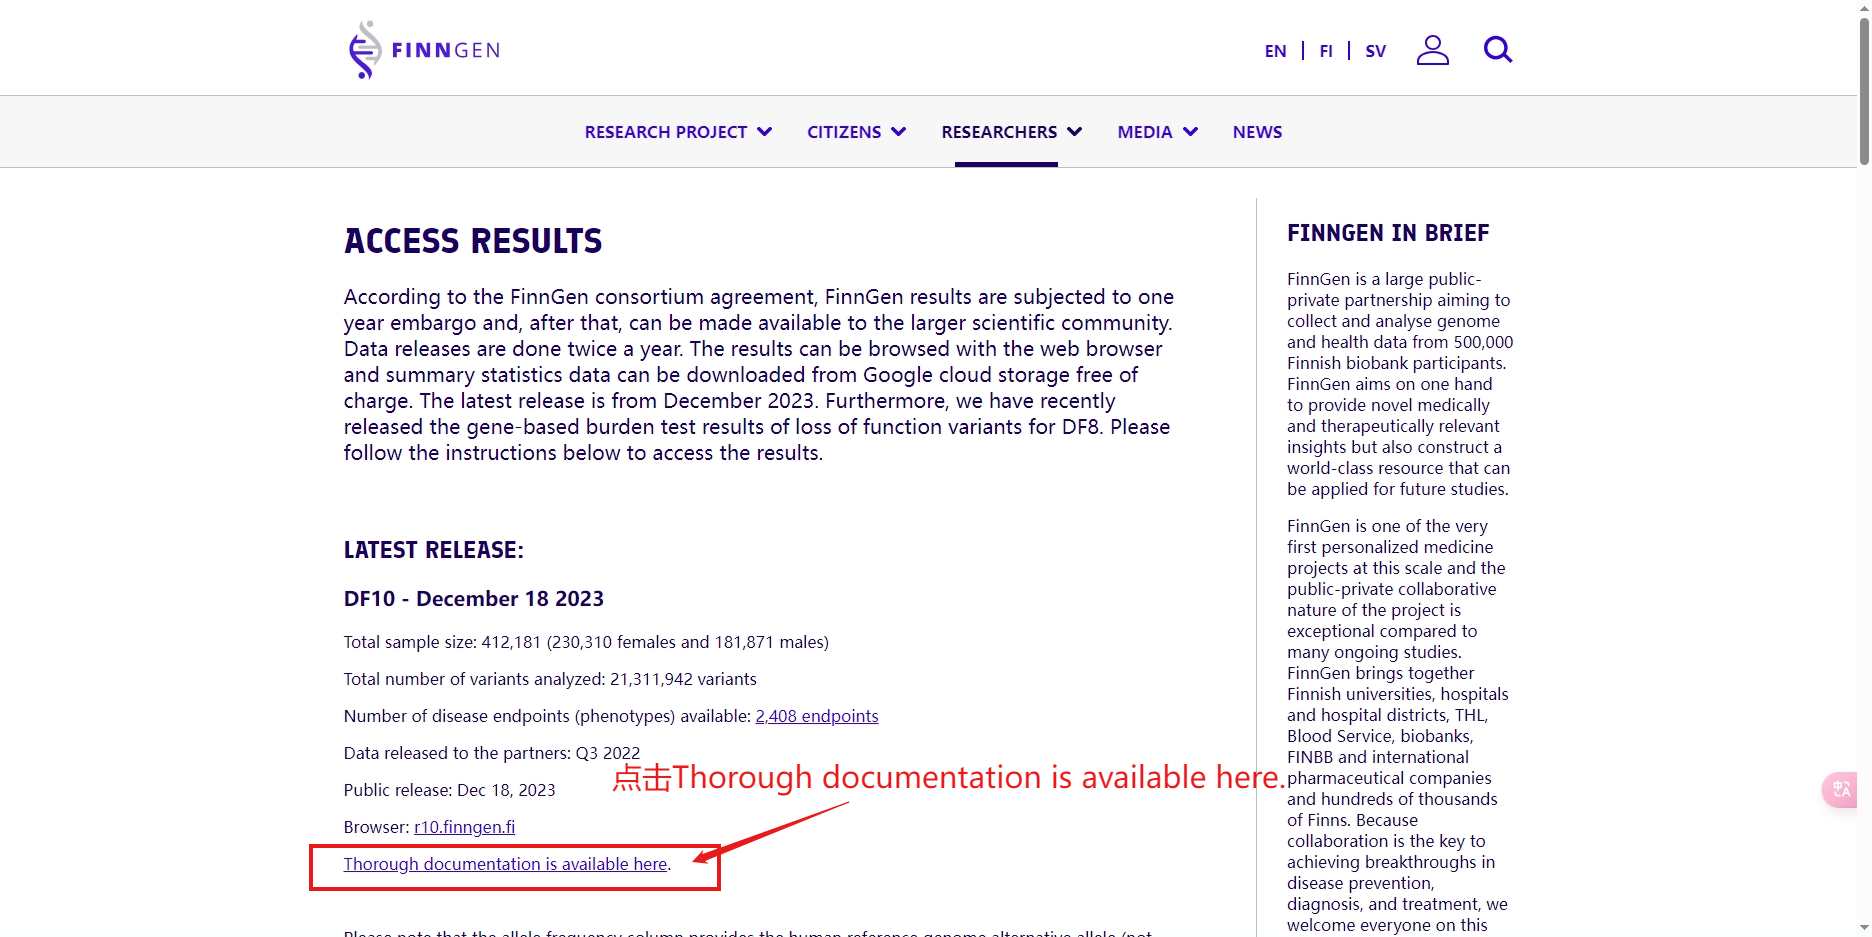 FINNGEN
EN | FI | SV
RESEARCH PROJECT CITIZENS RESEARCHERS MEDIA NEWS
ACCESS RESULTS
According to the FinnGen consortium agreement, FinnGen results are subjected to one
year embargo and, after that, can be made available to the larger scientific community.
Data releases are done twice a year. The results can be browsed with the web browser
and summary statistics data can be downloaded from Google cloud storage free of
charge. The latest release is from December 2023. Furthermore, we have recently
released the gene-based burden test results of loss of function variants for DF8. Please
follow the instructions below to access the results.
LATEST RELEASE:
DF10 - December 18 2023
Total sample size: 412,181 (230,310 females and 181,871 males)
Total number of variants analyzed: 21,311,942 variants
Number of disease endpoints (phenotypes) available: 2,408 endpoints
Data released to the partners: Q3 2022
点击Thorough documentation is available here.
Public release: Dec 18, 2023
Browser: r10.finngen.fi
Thorough documentation is available here.
Please note that the allele frequency column provides the human reference genome alternative allele (not
FINNGEN IN BRIEF
FinnGen is a large public-
private partnership aiming to
collect and analyse genome
and health data from 500,000
Finnish biobank participants.
FinnGen aims on one hand
to provide novel medically
and therapeutically relevant
insights but also construct a
world-class resource that can
be applied for future studies.
FinnGen is one of the very
first personalized medicine
projects at this scale and the
public-private collaborative
nature of the project is
exceptional compared to
many ongoing studies.
FinnGen brings together
Finnish universities, hospitals
and hospital districts, THL,
Blood Service, biobanks,
FINBB and international
pharmaceutical companies
and hundreds of thousands
of Finns. Because
collaboration is the key to
achieving breakthroughs in
disease prevention,
diagnosis, and treatment, we
welcome everyone on this